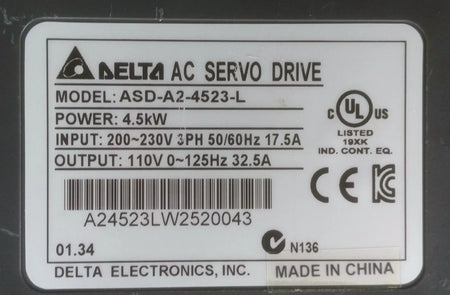 DELTA AC SERVO DRIVE
MODEL: ASD-A2-4523-L
POWER: 4.5kW
INPUT: 200~230V 3PH 50/60Hz 17.5A
OUTPUT: 110V 0~125Hz 32.5A
C UL US
LISTED
19XK
IND. CONT. EQ.
CE
A24523LW2520043
01.34
N136
DELTA ELECTRONICS, INC.
MADE IN CHINA